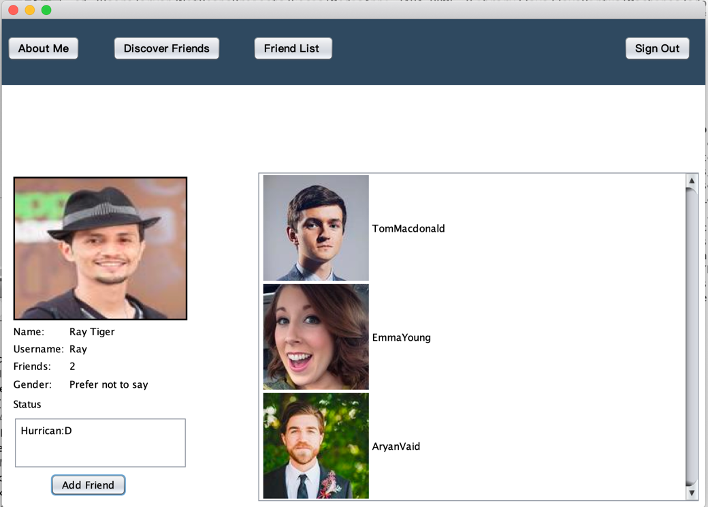 About Me
Discover Friends
Friend List
Sign Out
Name: Ray Tiger
Username: Ray
Friends: 2
Gender: Prefer not to say
Status
Hurrican:D
Add Friend
TomMacdonald
EmmaYoung
AryanVaid